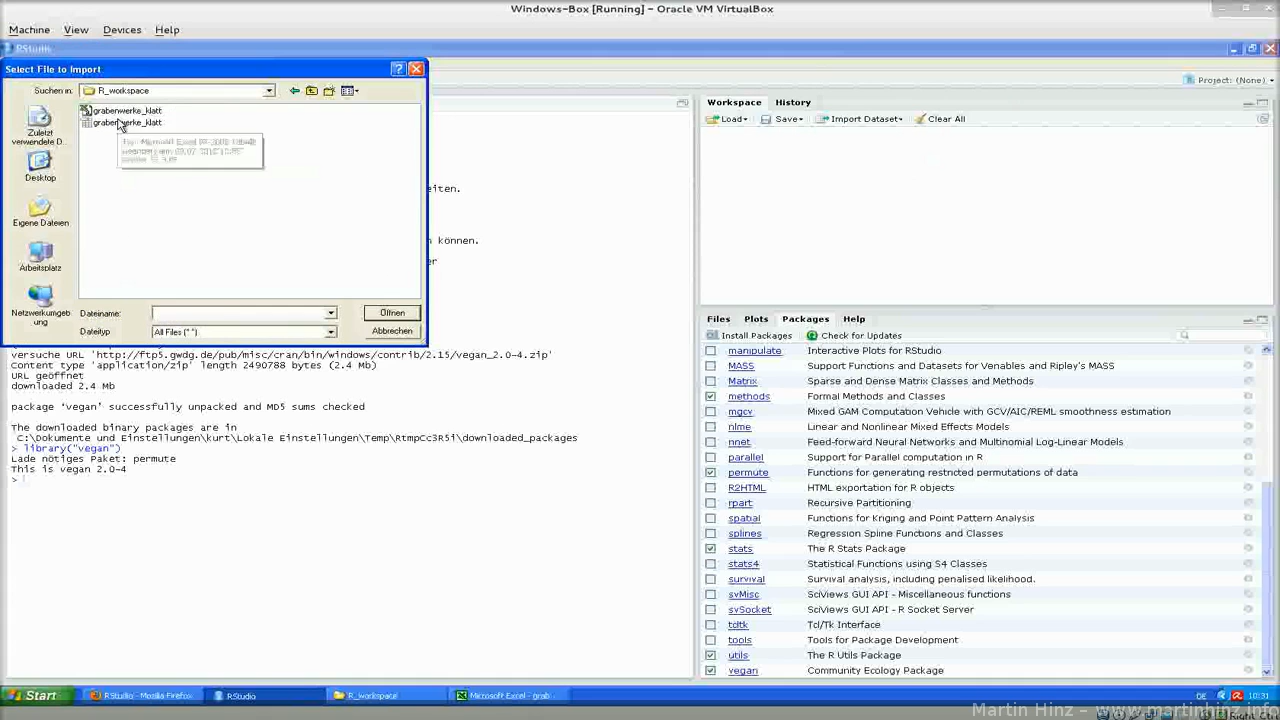 Windows-Box [Running] – Oracle VM VirtualBox
Machine View Devices Help
RStudio
Select File to Import
Suchen in: R_workspace
Zuletzt
verwendete D...
Desktop
Eigene Dateien
Arbeitsplatz
Netzwerkumgeb
ung
grabenwerke_klatt
grabenwerke_klatt
Dateiname: Öffnen
Dateityp All Files (*.*) Abbrechen
eiten.
n können.
er
versuche URL 'http://ftp5.gwdg.de/pub/misc/cran/bin/windows/contrib/2.15/vegan_2.0-4.zip'
Content type 'application/zip' length 2490788 bytes (2.4 Mb)
URL geöffnet
downloaded 2.4 Mb
package 'vegan' successfully unpacked and MD5 sums checked
The downloaded binary packages are in
C:\Dokumente und Einstellungen\kurt\Lokale Einstellungen\Temp\RtmpCc3R5i\downloaded_packages
> library("vegan")
Lade nötiges Paket: permute
This is vegan 2.0-4
>
Project: (None)
Workspace History
Load Save Import Dataset Clear All
Files Plots Packages Help
Install Packages Check for Updates
manipulate Interactive Plots for RStudio
MASS Support Functions and Datasets for Venables and Ripley's MASS
Matrix Sparse and Dense Matrix Classes and Methods
methods Formal Methods and Classes
mgcv Mixed GAM Computation Vehicle with GCV/AIC/REML smoothness estimation
nlme Linear and Nonlinear Mixed Effects Models
nnet Feed-forward Neural Networks and Multinomial Log-Linear Models
parallel Support for Parallel computation in R
permute Functions for generating restricted permutations of data
R2HTML HTML exportation for R objects
rpart Recursive Partitioning
spatial Functions for Kriging and Point Pattern Analysis
splines Regression Spline Functions and Classes
stats The R Stats Package
stats4 Statistical Functions using S4 Classes
survival Survival analysis, including penalised likelihood.
svMisc SciViews GUI API - Miscellaneous functions
svSocket SciViews GUI API - R Socket Server
tcltk Tcl/Tk Interface
tools Tools for Package Development
utils The R Utils Package
vegan Community Ecology Package
Start RStudio - Mozilla Firefox RStudio R_workspace Microsoft Excel - grab... DE 10:31
Martin Hinz - www.martinhinz.info